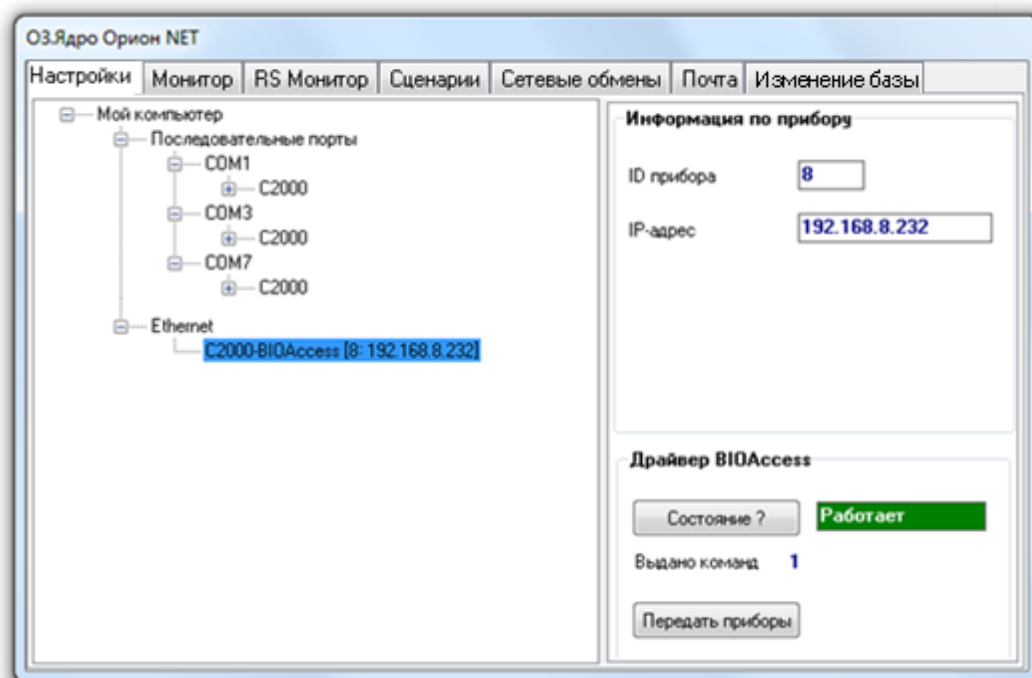 ОЗ.Ядро Орион NET
Настройки Монитор RS Монитор Сценарии Сетевые обмены Почта Изменение базы
Мой компьютер
Последовательные порты
COM1
C2000
COM3
C2000
COM7
C2000
Ethernet
C2000-BIOAccess [8: 192.168.8.232]
Информация по прибору
ID прибора 8
IP-адрес 192.168.8.232
Драйвер BIOAccess
Состояние ? Работает
Выдано команд 1
Передать приборы